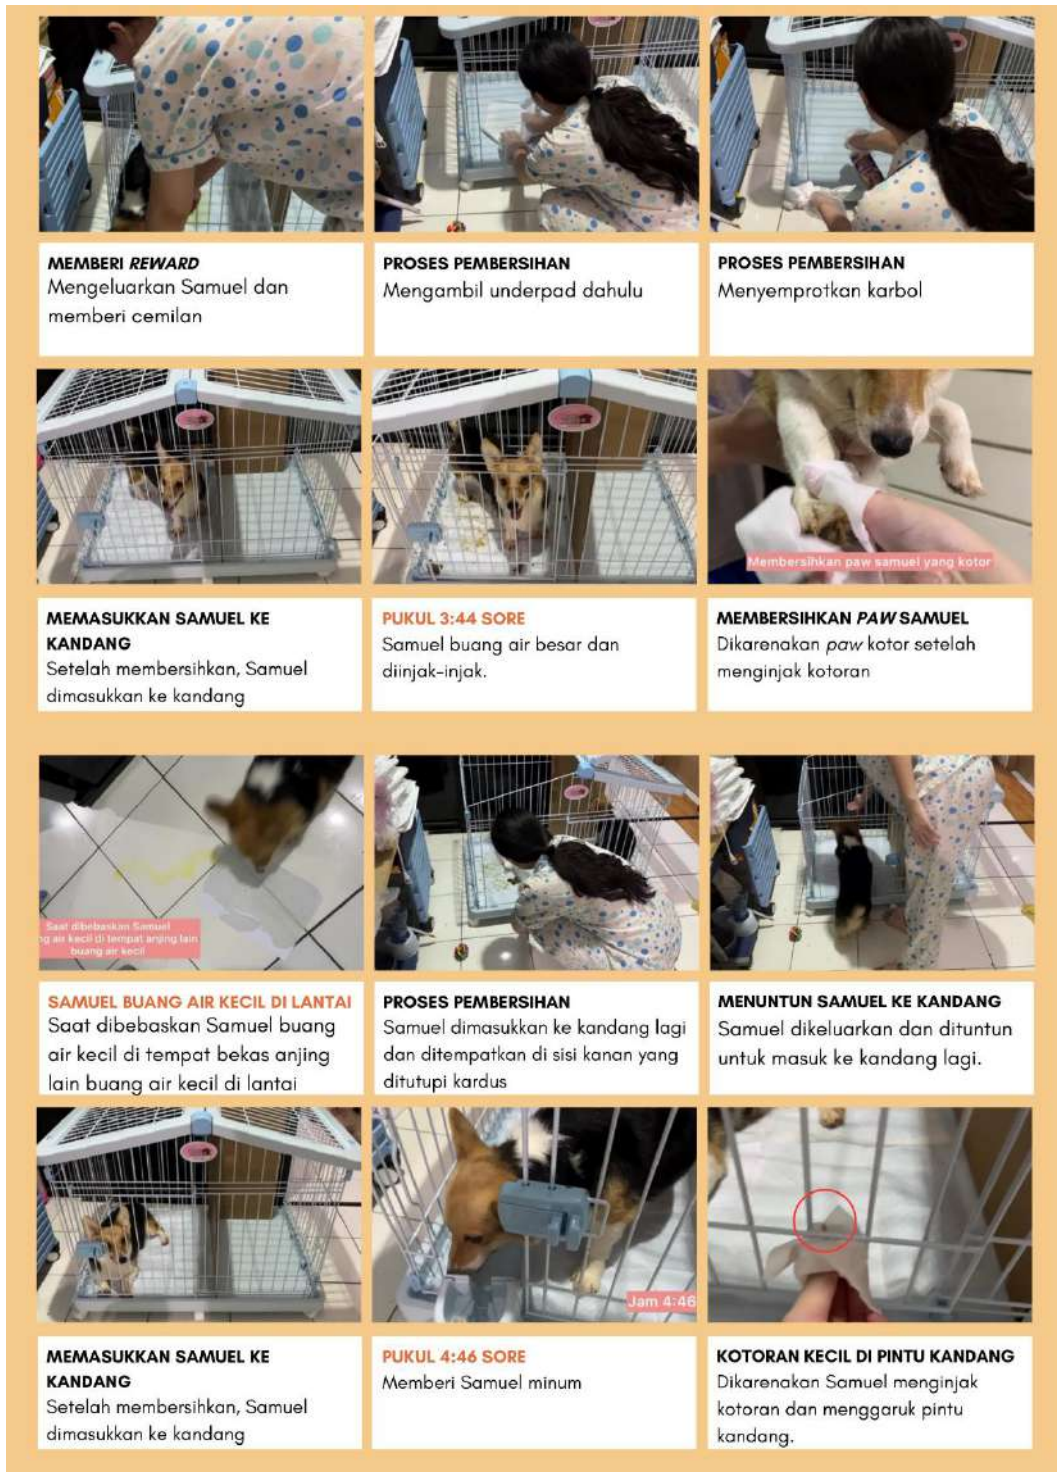 MEMBERI REWARD
Mengeluarkan Samuel dan
memberi cemilan
PROSES PEMBERSIHAN
Mengambil underpad dahulu
PROSES PEMBERSIHAN
Menyemprotkan karbol
Membersihkan paw samuel yang kotor
MEMASUKKAN SAMUEL KE
KANDANG
Setelah membersihkan, Samuel
dimasukkan ke kandang
PUKUL 3:44 SORE
Samuel buang air besar dan
diinjak-injak.
MEMBERSIHKAN PAW SAMUEL
Dikarenakan paw kotor setelah
menginjak kotoran
Saat dibebaskan Samuel
ng air kecil di tempat anjing lain
buang air kecil
SAMUEL BUANG AIR KECIL DI LANTAI
Saat dibebaskan Samuel buang
air kecil di tempat bekas anjing
lain buang air kecil di lantai
PROSES PEMBERSIHAN
Samuel dimasukkan ke kandang lagi
dan ditempatkan di sisi kanan yang
ditutupi kardus
MENUNTUN SAMUEL KE KANDANG
Samuel dikeluarkan dan dituntun
untuk masuk ke kandang lagi.
Jam 4:46
MEMASUKKAN SAMUEL KE
KANDANG
Setelah membersihkan, Samuel
dimasukkan ke kandang
PUKUL 4:46 SORE
Memberi Samuel minum
KOTORAN KECIL DI PINTU KANDANG
Dikarenakan Samuel menginjak
kotoran dan menggaruk pintu
kandang.